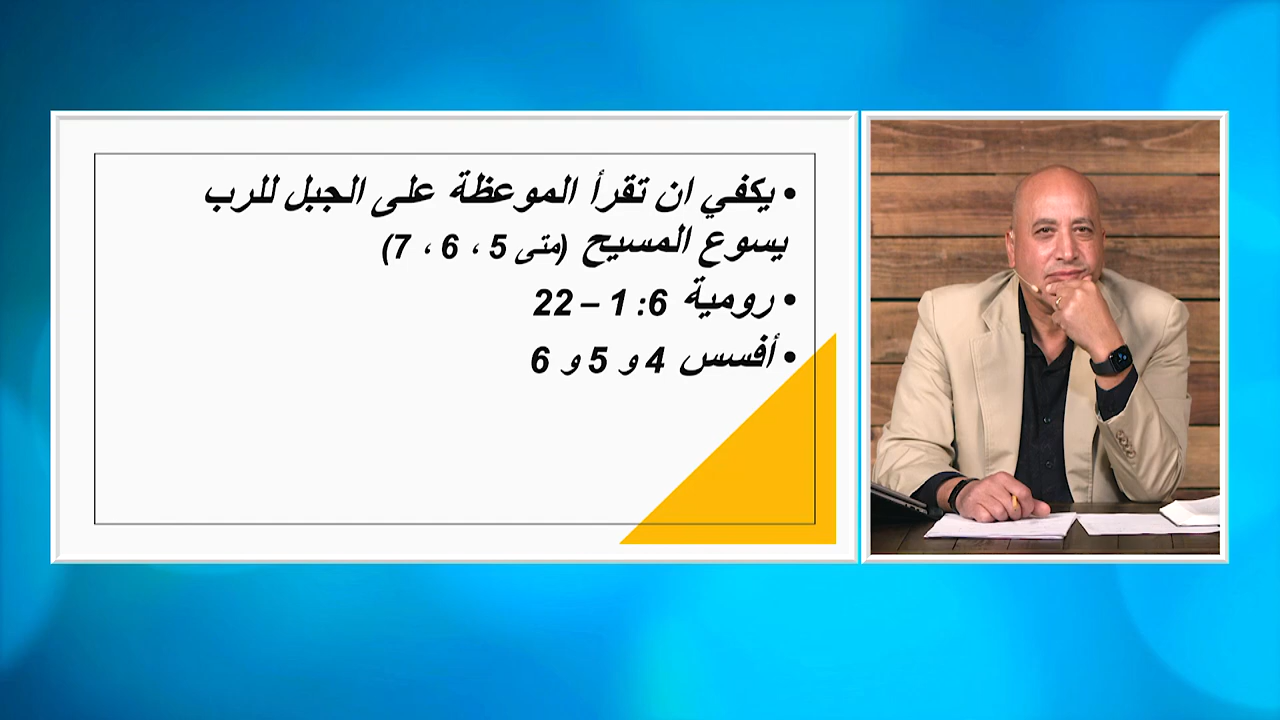 • يكفي ان تقرأ الموعظة على الجبل للرب
يسوع المسيح (متى 5 ، 6 ، 7)
• رومية 6: 1 – 22
• أفسس 4 و 5 و 6